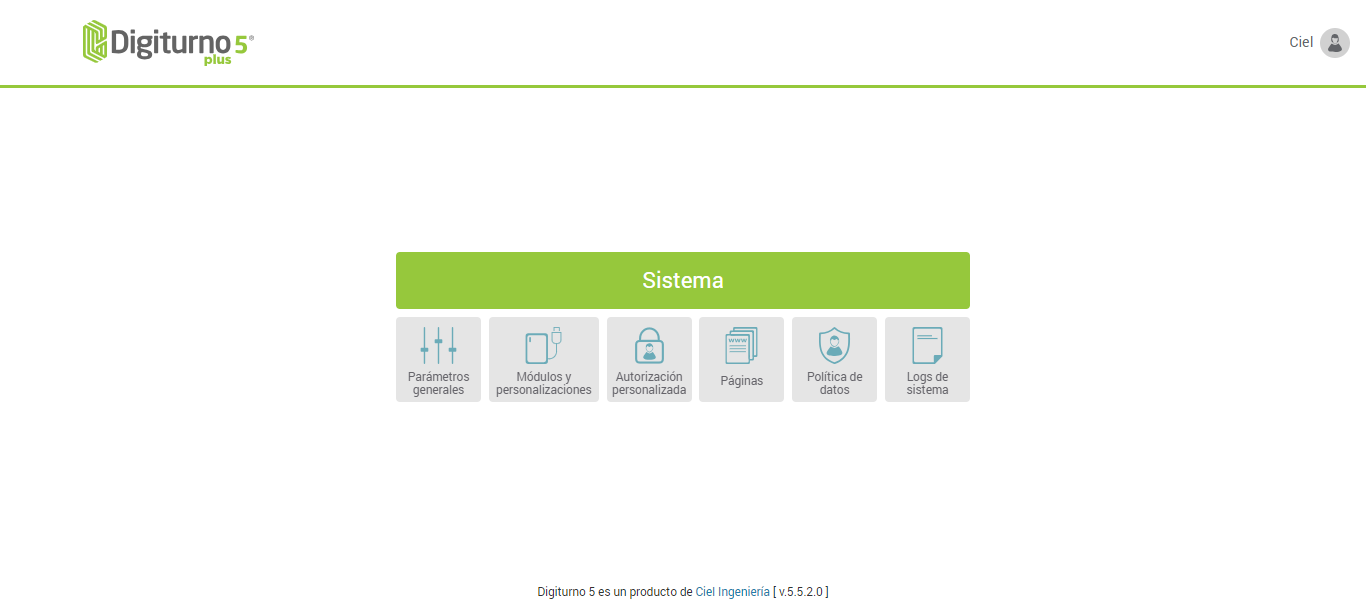 Digiturno 5®
plus
Ciel
Sistema
Parámetros
generales
Módulos y
personalizaciones
Autorización
personalizada
www
Páginas
Política de
datos
Logs de
sistema
Digiturno 5 es un producto de Ciel Ingeniería [ v.5.5.2.0 ]